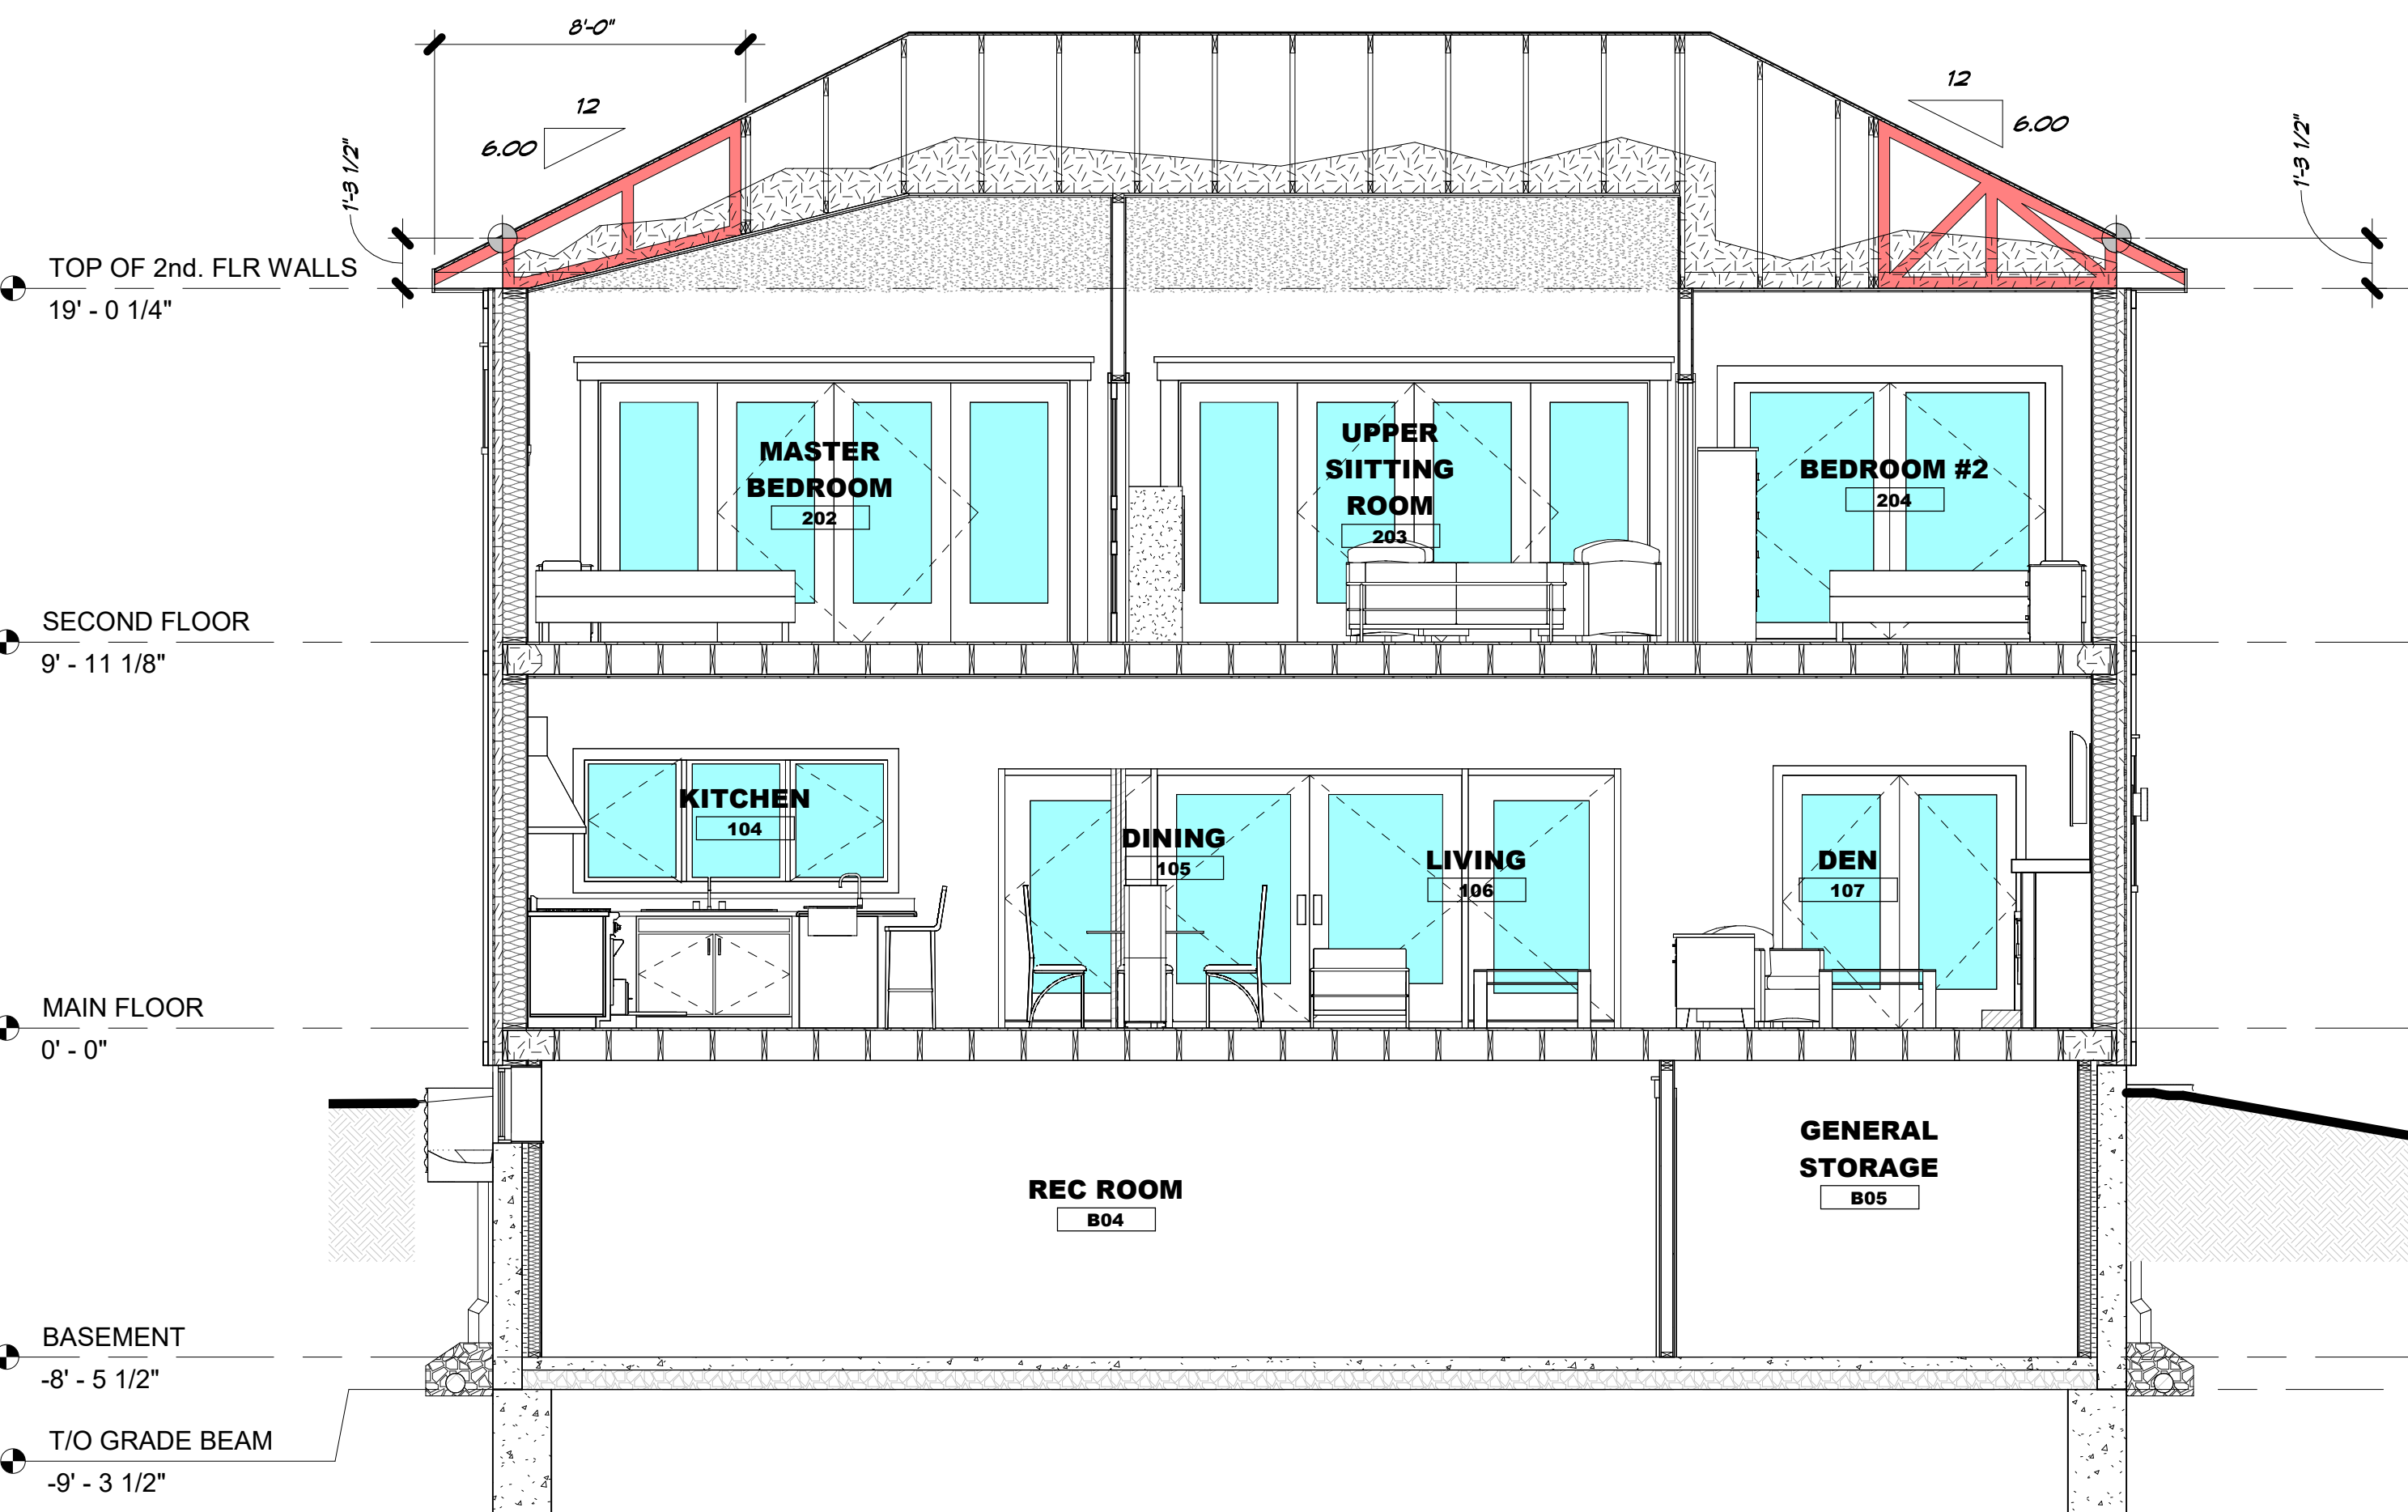 8'-0"
12
6.00
1'-3 1/2"
12
6.00
1'-3 1/2"
TOP OF 2nd. FLR WALLS
19' - 0 1/4"
MASTER
BEDROOM
202
UPPER
SIITTING
ROOM
203
BEDROOM #2
204
SECOND FLOOR
9' - 11 1/8"
KITCHEN
104
DINING
105
LIVING
106
DEN
107
MAIN FLOOR
0' - 0"
REC ROOM
B04
GENERAL
STORAGE
B05
BASEMENT
-8' - 5 1/2"
T/O GRADE BEAM
-9' - 3 1/2"